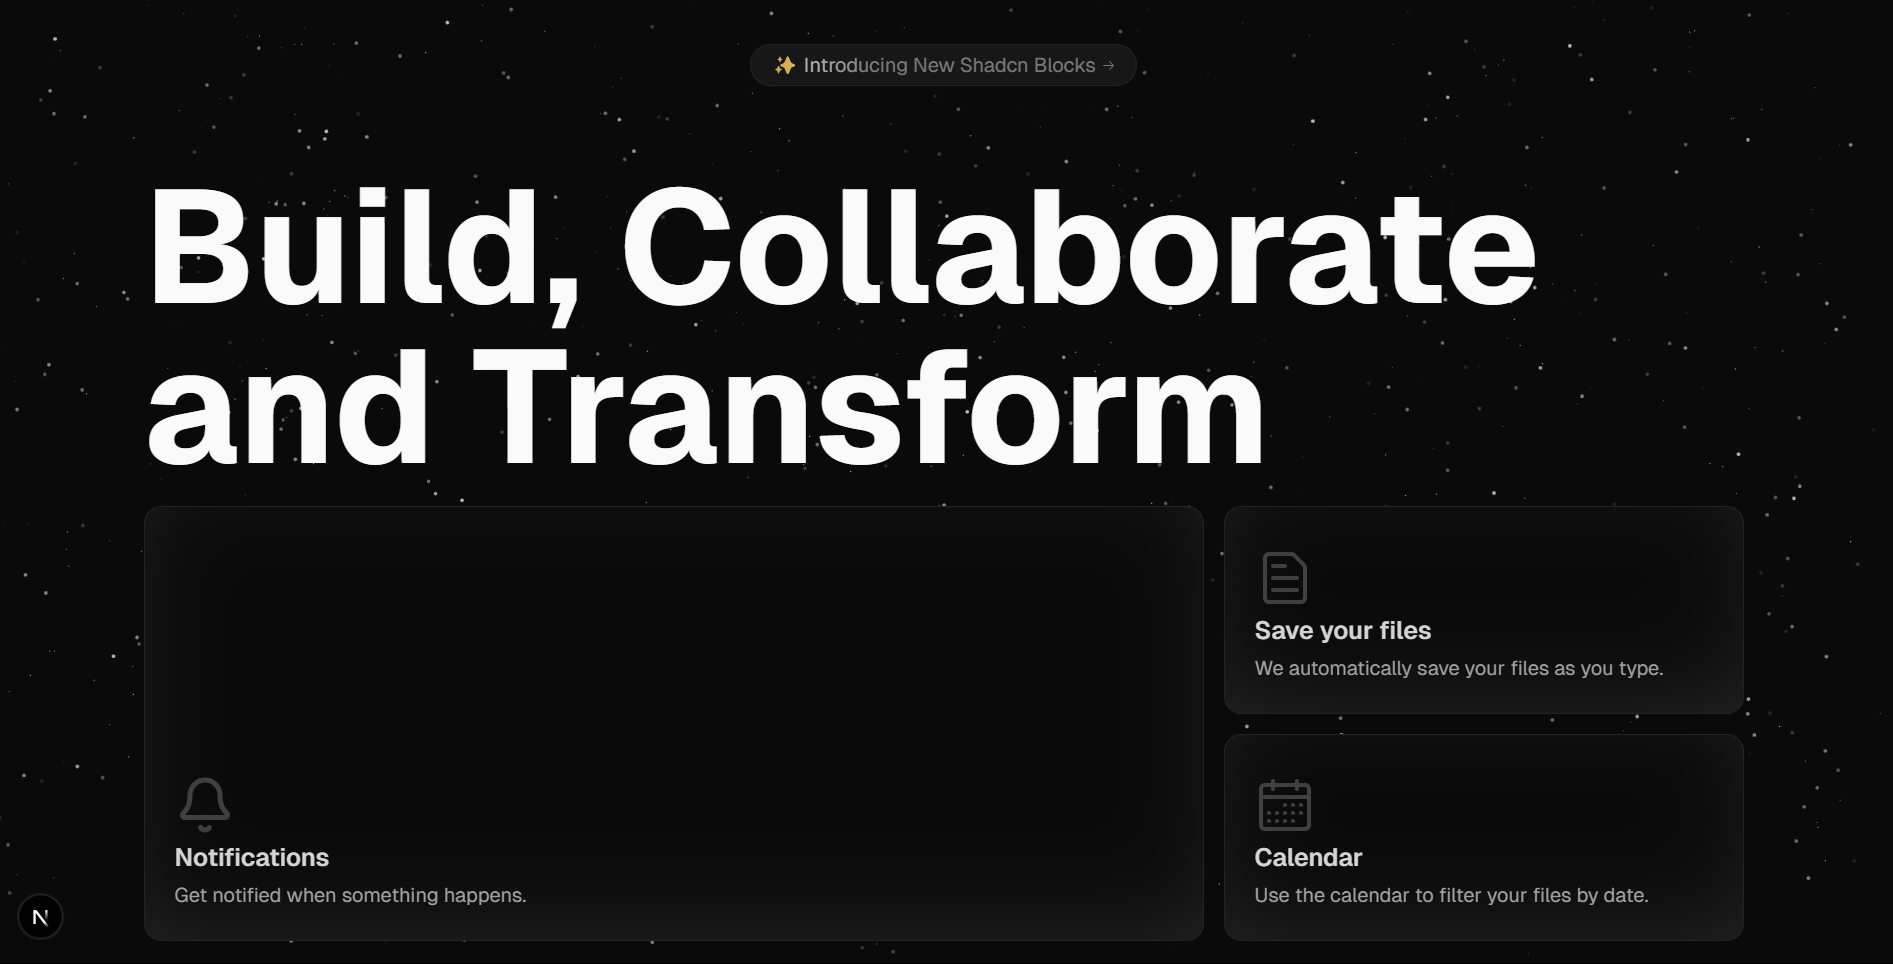 ✨ Introducing New Shadcn Blocks →
Build, Collaborate
and Transform
Save your files
We automatically save your files as you type.
Notifications
Get notified when something happens.
Calendar
Use the calendar to filter your files by date.
N